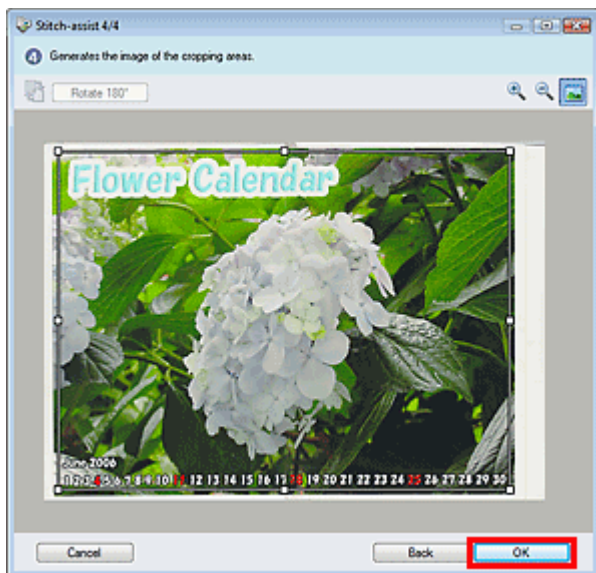 Stitch-assist 4/4
4 Generates the image of the cropping areas.
Rotate 180°
Flower Calendar
June 2006
1 2 3 4 5 6 7 8 9 10 11 12 13 14 15 16 17 18 19 20 21 22 23 24 25 26 27 28 29 30
Cancel Back OK